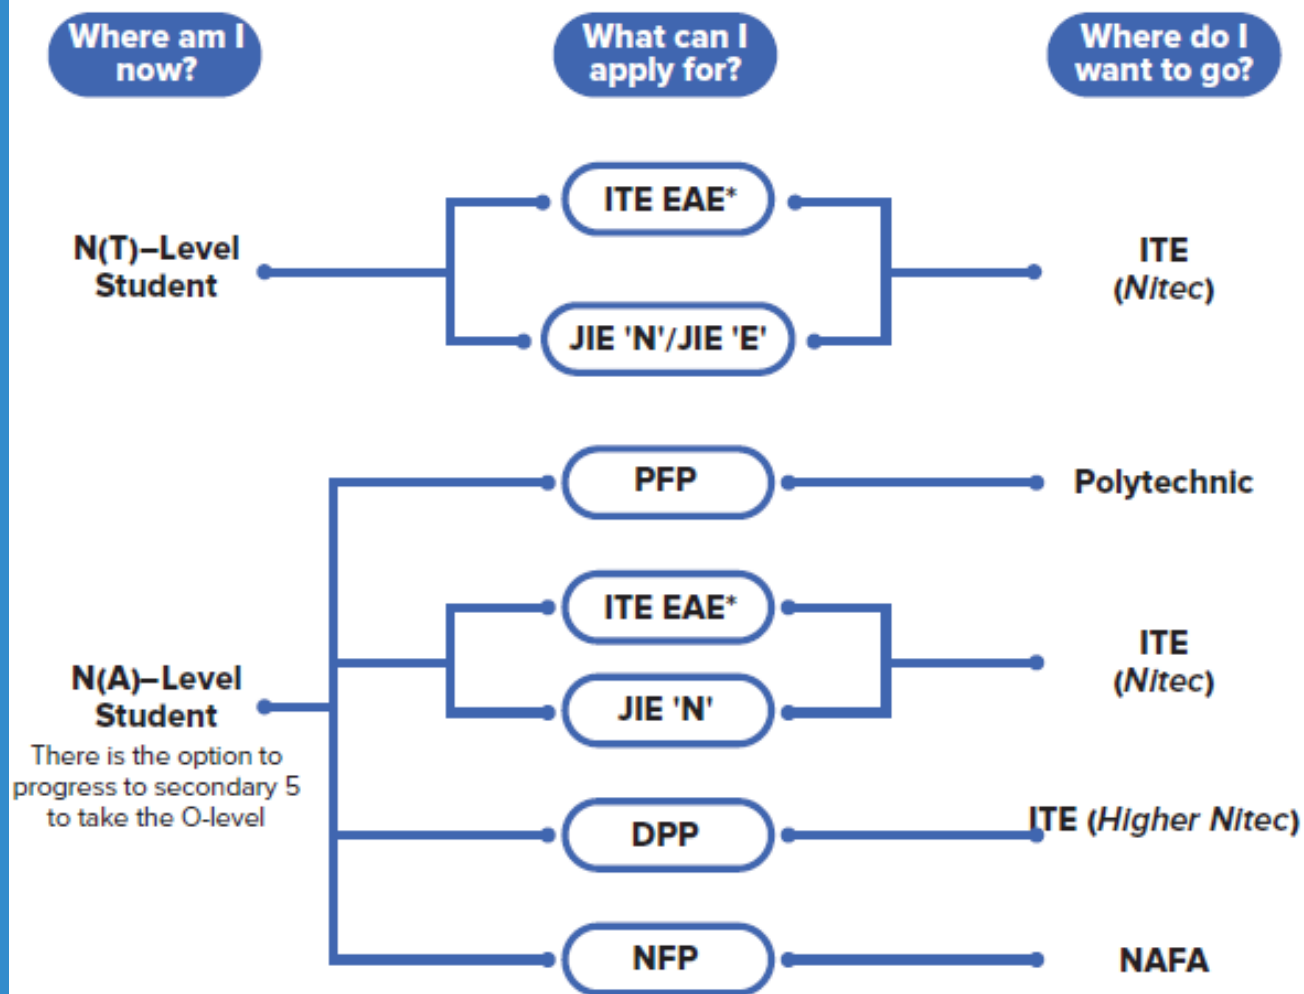 Where am I
now?
What can I
apply for?
Where do I
want to go?
N(T)–Level
Student
ITE EAE*
JIE 'N'/JIE 'E'
ITE
(Nitec)
N(A)–Level
Student
There is the option to
progress to secondary 5
to take the O-level
PFP
Polytechnic
ITE EAE*
JIE 'N'
ITE
(Nitec)
DPP
ITE (Higher Nitec)
NFP
NAFA